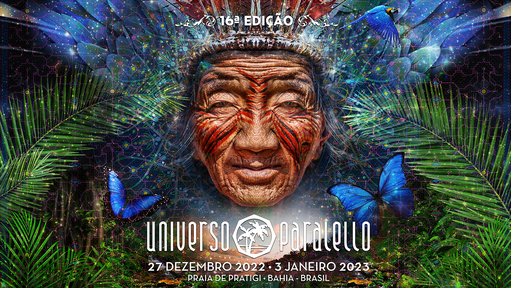 16ª EDIÇÃO
universo paralello
27 DEZEMBRO 2022 • 3 JANEIRO 2023
PRAIA DE PRATIGI • BAHIA - BRASIL